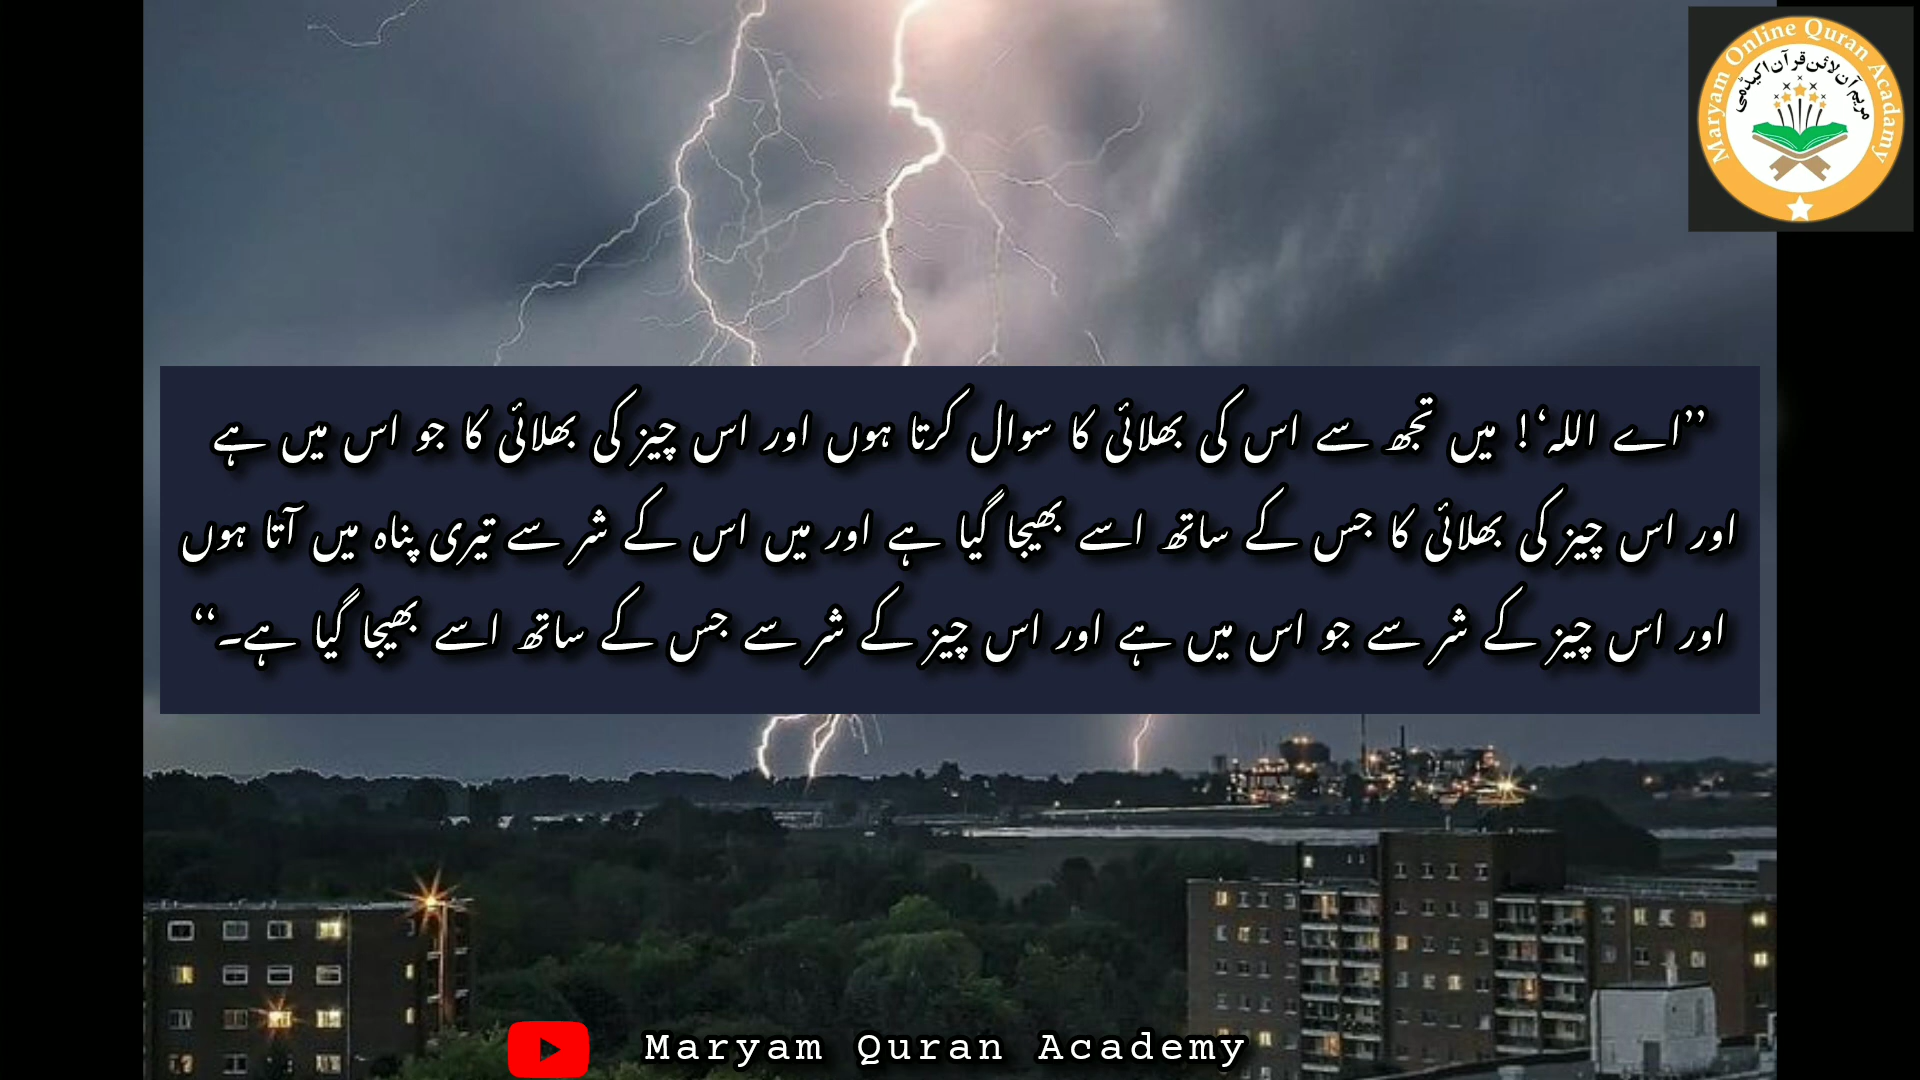 Maryam Online Quran Acadamy
مریم آن لائن قرآن اکیڈمی
’’اے اللہ‘! میں تجھ سے اس کی بھلائی کا سوال کرتا ہوں اور اس چیز کی بھلائی کا جو اس میں ہے
اور اس چیز کی بھلائی کا جس کے ساتھ اسے بھیجا گیا ہے اور میں اس کے شر سے تیری پناہ میں آتا ہوں
اور اس چیز کے شر سے جو اس میں ہے اور اس چیز کے شر سے جس کے ساتھ اسے بھیجا گیا ہے۔‘‘
Maryam Quran Academy